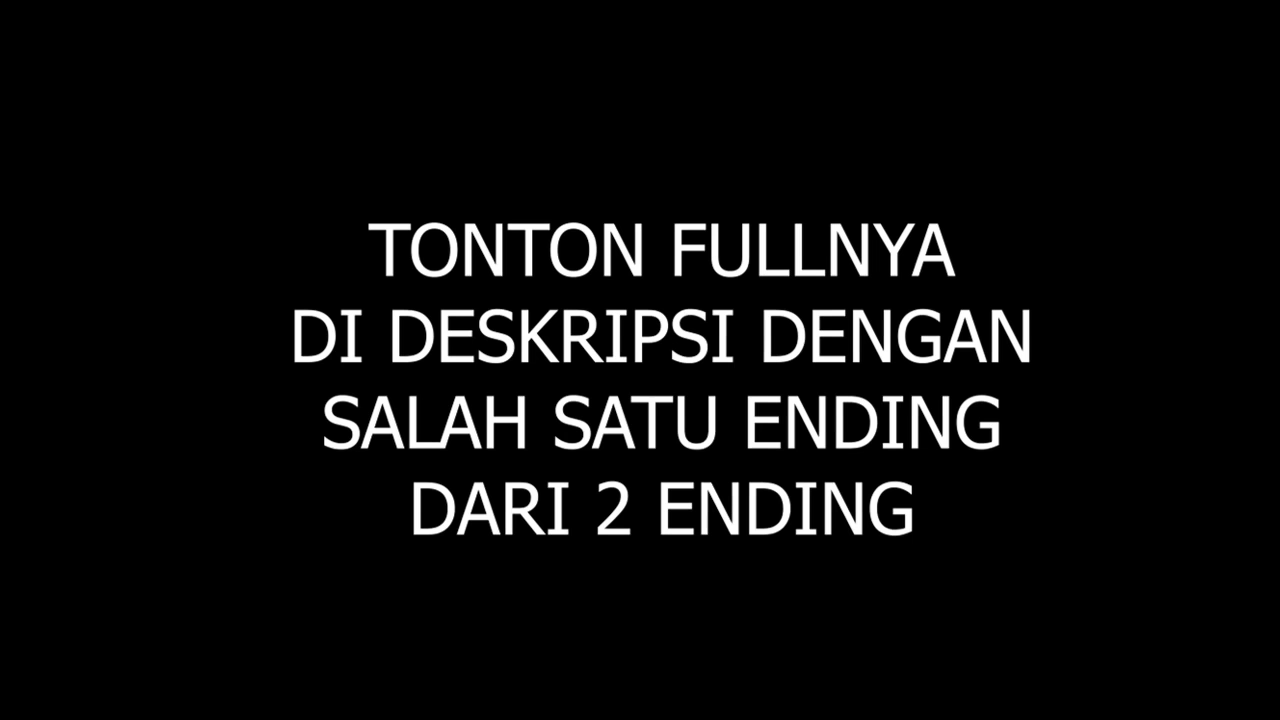 TONTON FULLNYA
DI DESKRIPSI DENGAN
SALAH SATU ENDING
DARI 2 ENDING